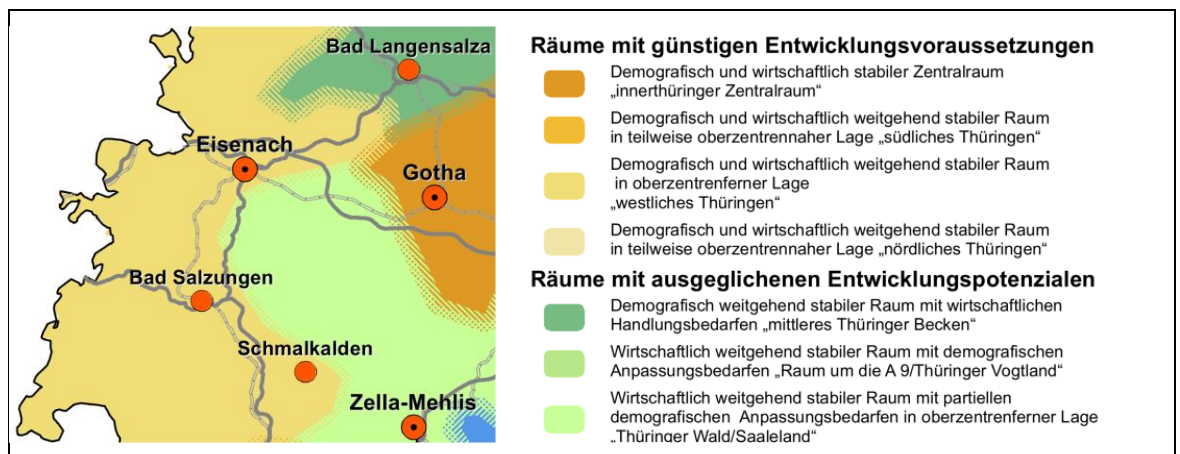 Bad Langensalza
Eisenach
Gotha
Bad Salzungen
Schmalkalden
Zella-Mehlis
Räume mit günstigen Entwicklungsvoraussetzungen
Demografisch und wirtschaftlich stabiler Zentralraum
„innerthüringer Zentralraum“
Demografisch und wirtschaftlich weitgehend stabiler Raum
in teilweise oberzentrennaher Lage „südliches Thüringen“
Demografisch und wirtschaftlich weitgehend stabiler Raum
in oberzentrenferner Lage
„westliches Thüringen“
Demografisch und wirtschaftlich weitgehend stabiler Raum
in teilweise oberzentrennaher Lage „nördliches Thüringen“
Räume mit ausgeglichenen Entwicklungspotenzialen
Demografisch weitgehend stabiler Raum mit wirtschaftlichen
Handlungsbedarfen „mittleres Thüringer Becken“
Wirtschaftlich weitgehend stabiler Raum mit demografischen
Anpassungsbedarfen „Raum um die A 9/Thüringer Vogtland“
Wirtschaftlich weitgehend stabiler Raum mit partiellen
demografischen Anpassungsbedarfen in oberzentrenferner Lage
„Thüringer Wald/Saaleland“